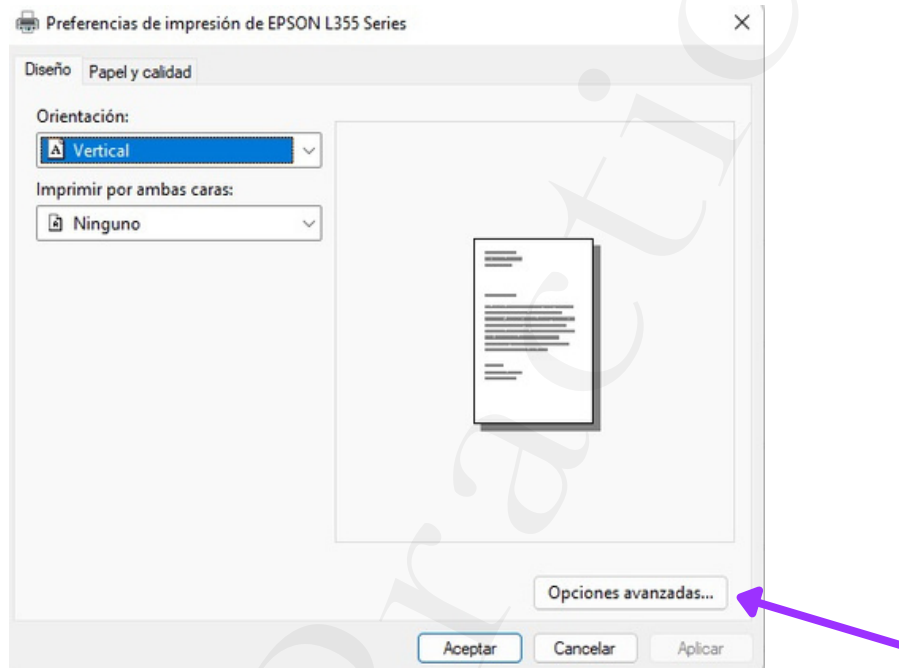 Preferencias de impresión de EPSON L355 Series
Diseño Papel y calidad
Orientación:
Vertical
Imprimir por ambas caras:
Ninguno
Opciones avanzadas...
Aceptar Cancelar Aplicar